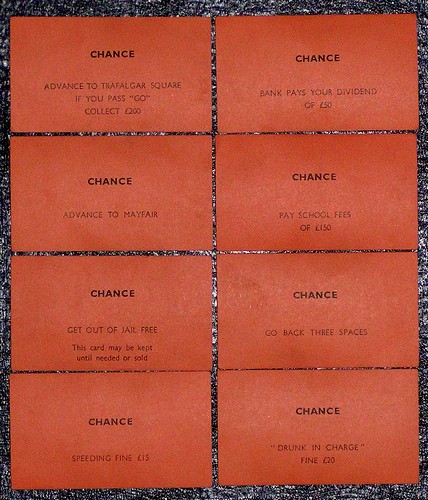 CHANCE
ADVANCE TO TRAFALGAR SQUARE
IF YOU PASS "GO"
COLLECT £200
CHANCE
BANK PAYS YOUR DIVIDEND
OF £50
CHANCE
ADVANCE TO MAYFAIR
CHANCE
PAY SCHOOL FEES
OF £150
CHANCE
GET OUT OF JAIL FREE
This card may be kept
until needed or sold
CHANCE
GO BACK THREE SPACES
CHANCE
SPEEDING FINE £15
CHANCE
"DRUNK IN CHARGE"
FINE £20